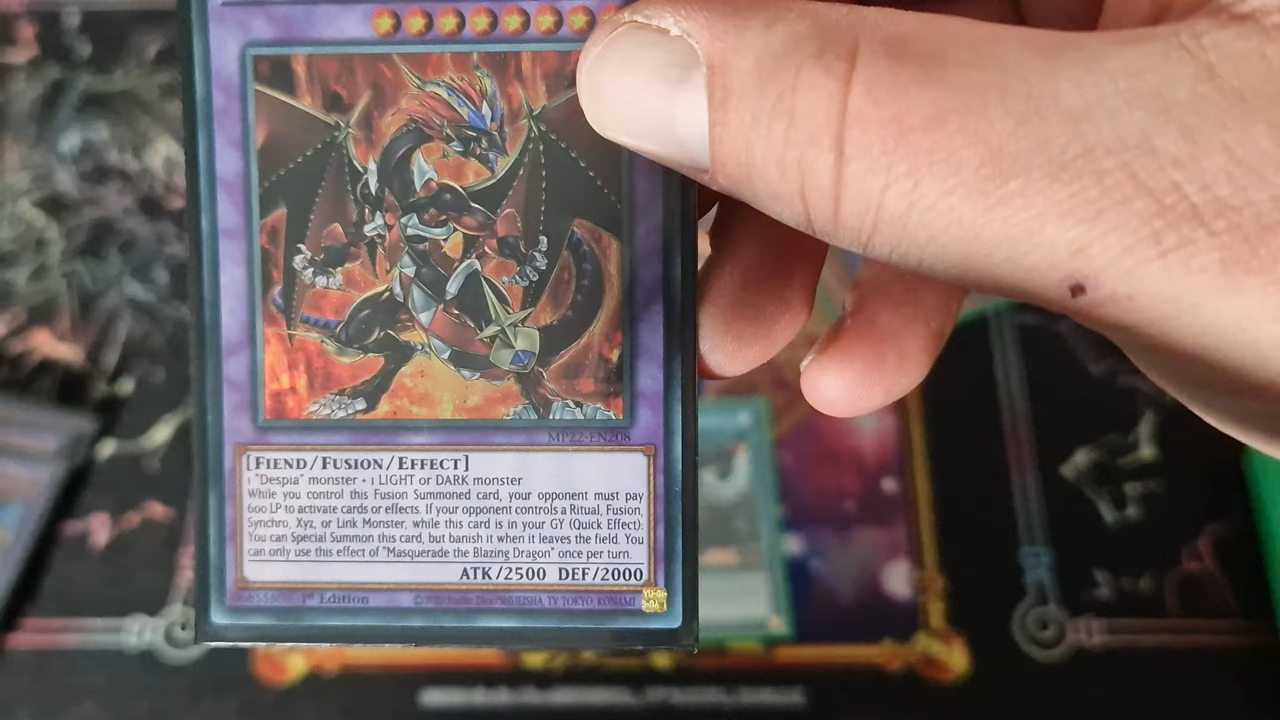 MP22-EN208
[FIEND/FUSION/EFFECT]
1 "Despia" monster + 1 LIGHT or DARK monster
While you control this Fusion Summoned card, your opponent must pay
600 LP to activate cards or effects. If your opponent controls a Ritual, Fusion,
Synchro, Xyz, or Link Monster, while this card is in your GY (Quick Effect):
You can Special Summon this card, but banish it when it leaves the field. You
can only use this effect of "Masquerade the Blazing Dragon" once per turn.
ATK/2500 DEF/2000
1st Edition
SHUEISHA, TV TOKYO, KONAMI